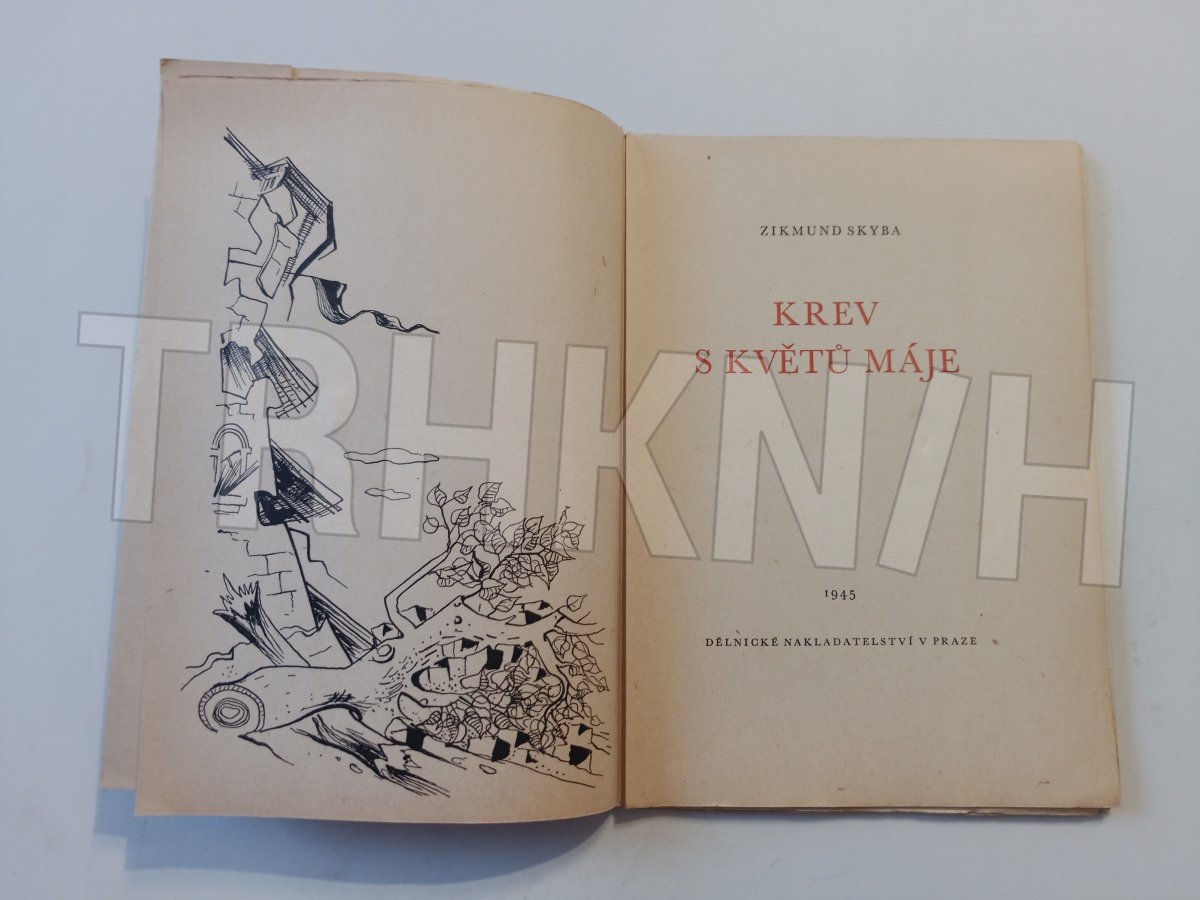 ZIKMUND SKYBA
KREV
S KVĚTŮ MÁJE
TRHKNIH
1945
DĚLNICKÉ NAKLADATELSTVÍ V PRAZE